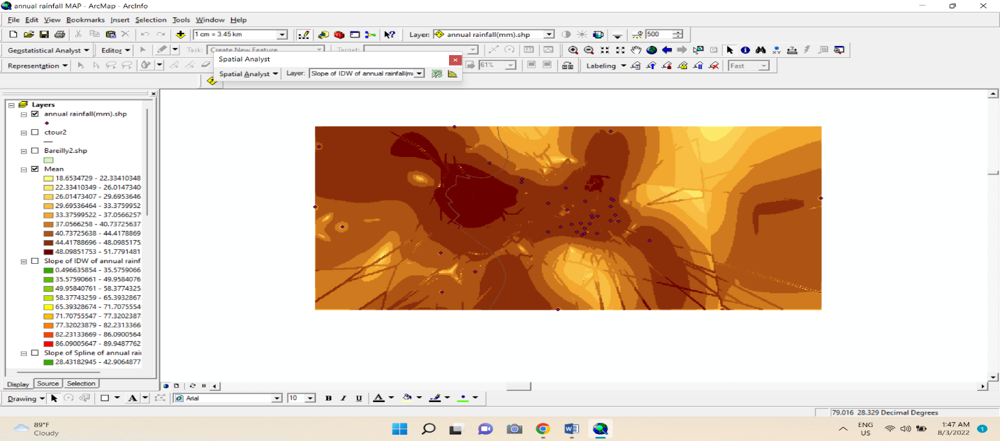 annual rainfall MAP - ArcMap - ArcInfo
File Edit View Bookmarks Insert Selection Tools Window Help
1 cm = 3.45 km Layer: annual rainfall(mm).shp 500
Geostatistical Analyst Editor Task: Create New Feature Target:
Spatial Analyst
Representation 61% Labeling Fast
Spatial Analyst Layer: Slope of IDW of annual rainfall(m
Layers
annual rainfall(mm).shp
ctour2
Bareilly2.shp
Mean
18.6534729 - 22.33410348
22.33410349 - 26.0147340
26.01473407 - 29.6953646
29.69536464 - 33.3759952
33.37599522 - 37.0566257
37.0566258 - 40.73725637
40.73725638 - 44.4178869
44.41788696 - 48.0985175
48.09851753 - 51.7791481
Slope of IDW of annual rainf
0.496635854 - 35.5759066
35.57590661 - 49.9584076
49.95840761 - 58.3774325
58.37743259 - 65.3932867
65.39328674 - 71.7075554
71.70755547 - 77.3202387
77.32023879 - 82.2313366
82.23133669 - 86.0900564
86.09005647 - 89.9487762
Slope of Spline of annual rai
28.43182945 - 42.9064877
Display Source Selection
Drawing A Arial 10 B I U A
79.016 28.329 Decimal Degrees
89°F
Cloudy
ENG
US
1:47 AM
8/3/2022
1